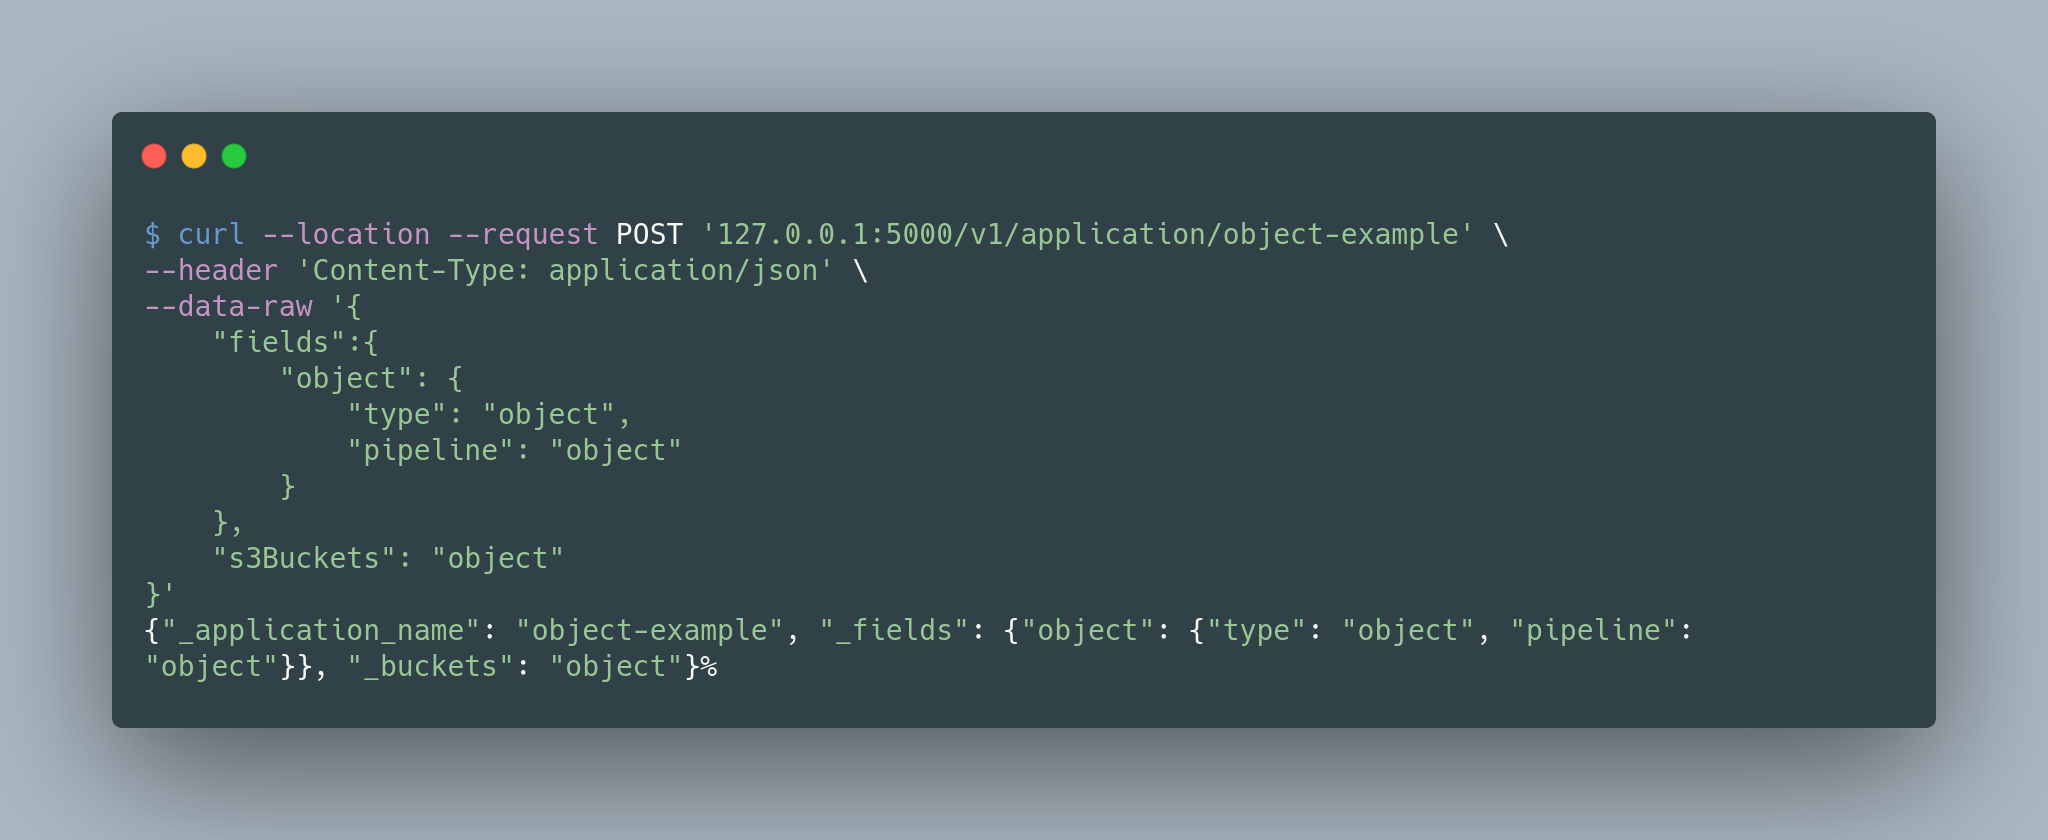 $ curl --location --request POST '127.0.0.1:5000/v1/application/object-example' \
--header 'Content-Type: application/json' \
--data-raw '{
    "fields":{
        "object": {
            "type": "object",
            "pipeline": "object"
        }
    },
    "s3Buckets": "object"
}'
{"_application_name": "object-example", "_fields": {"object": {"type": "object", "pipeline":
"object"}}, "_buckets": "object"}%